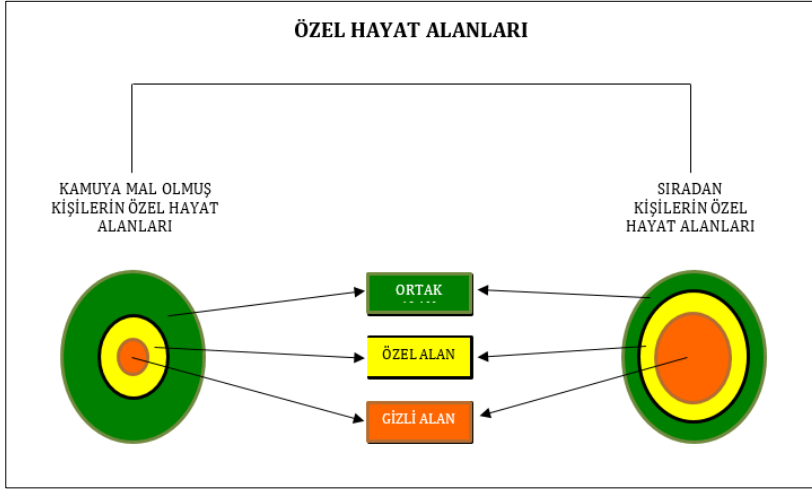 ÖZEL HAYAT ALANLARI
KAMUYA MAL OLMUŞ
KİŞİLERİN ÖZEL HAYAT
ALANLARI
SIRADAN
KİŞİLERİN ÖZEL
HAYAT ALANLARI
ORTAK
ÖZEL ALAN
GİZLİ ALAN